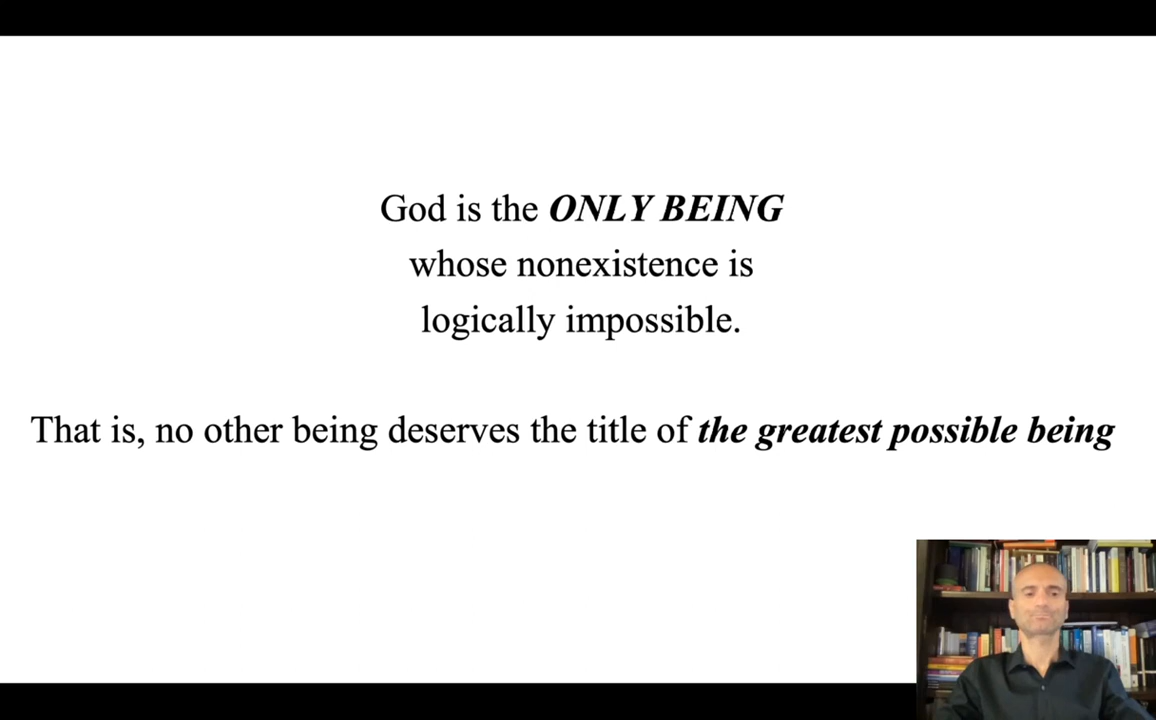 God is the ONLY BEING
whose nonexistence is
logically impossible.
That is, no other being deserves the title of the greatest possible being